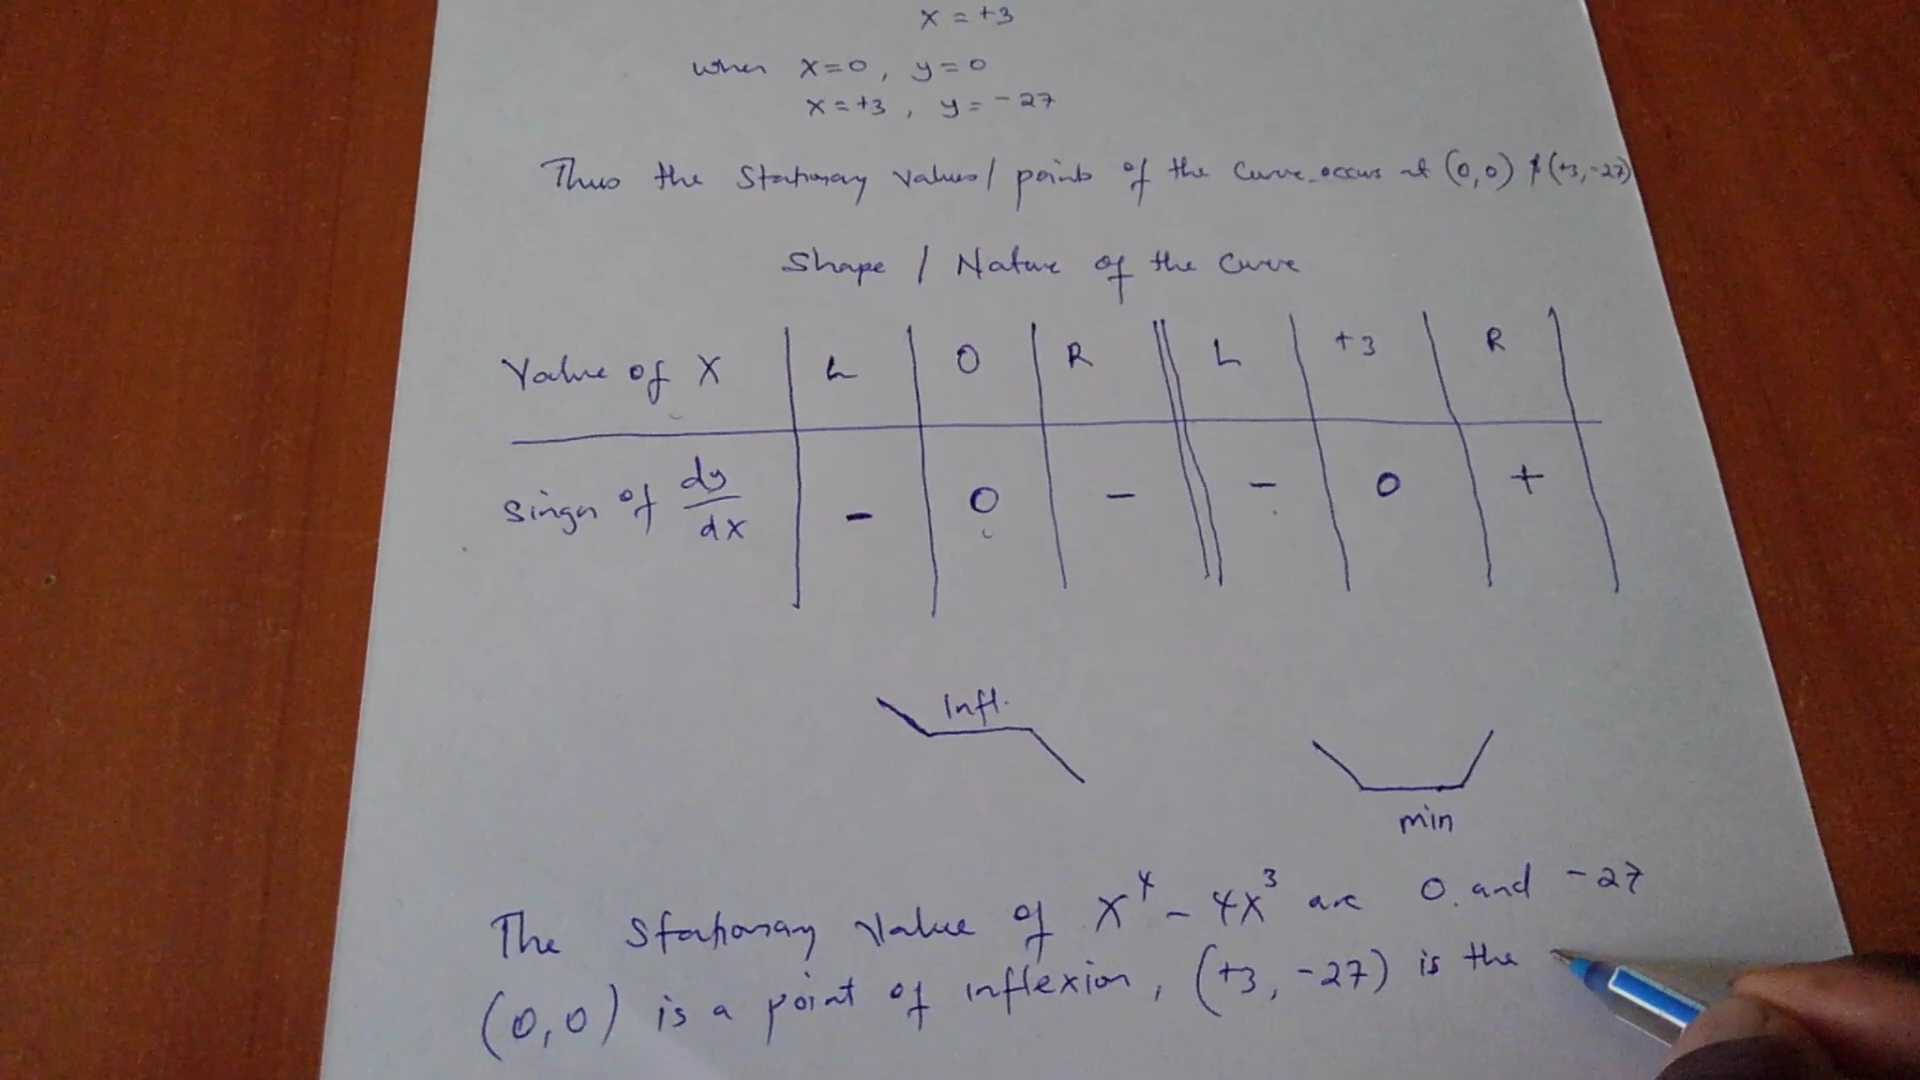 x = +3
when x=0, y=0
x=+3, y=-27
Thus the Stationary values/ points of the curve occurs at (0,0) & (+3,-27)
Shape / Nature of the curve
Value of X L 0 R L +3 R
Singn of dy/dx - 0 - - 0 +
Infl.
min
The Stationary Value of x⁴ - 4x³ are 0. and -27
(0,0) is a point of inflexion, (+3, -27) is the